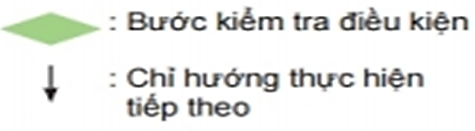 : Bước kiểm tra điều kiện
: Chỉ hướng thực hiện
tiếp theo